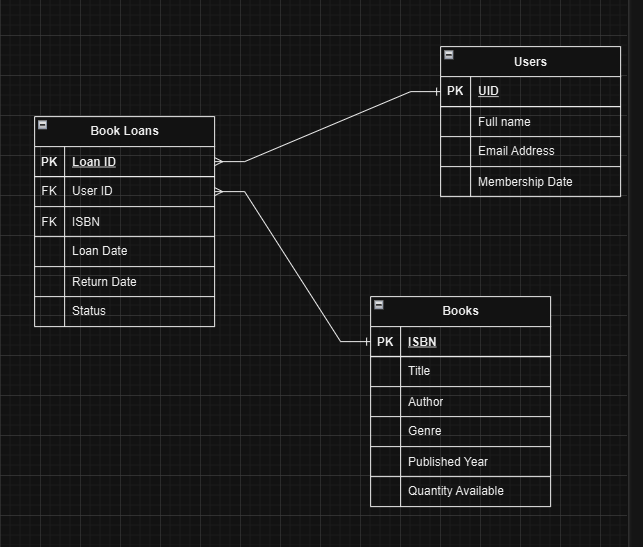 Users
PK UID
Full name
Email Address
Membership Date
Book Loans
PK Loan ID
FK User ID
FK ISBN
Loan Date
Return Date
Status
Books
PK ISBN
Title
Author
Genre
Published Year
Quantity Available